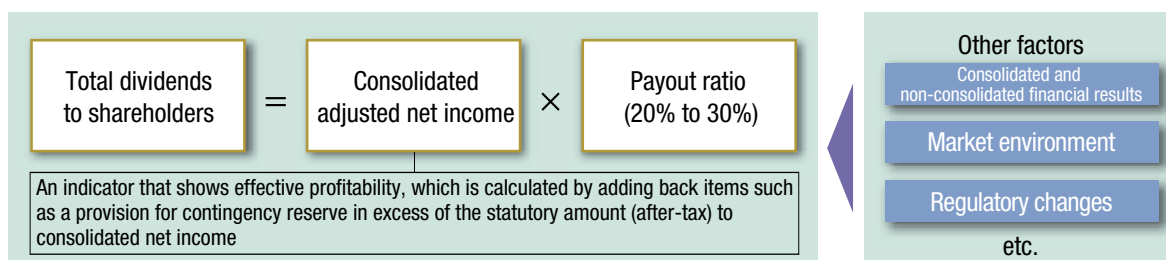 Total dividends
to shareholders
=
Consolidated
adjusted net income
×
Payout ratio
(20% to 30%)
An indicator that shows effective profitability, which is calculated by adding back items such
as a provision for contingency reserve in excess of the statutory amount (after-tax) to
consolidated net income
Other factors
Consolidated and
non-consolidated financial results
Market environment
Regulatory changes
etc.